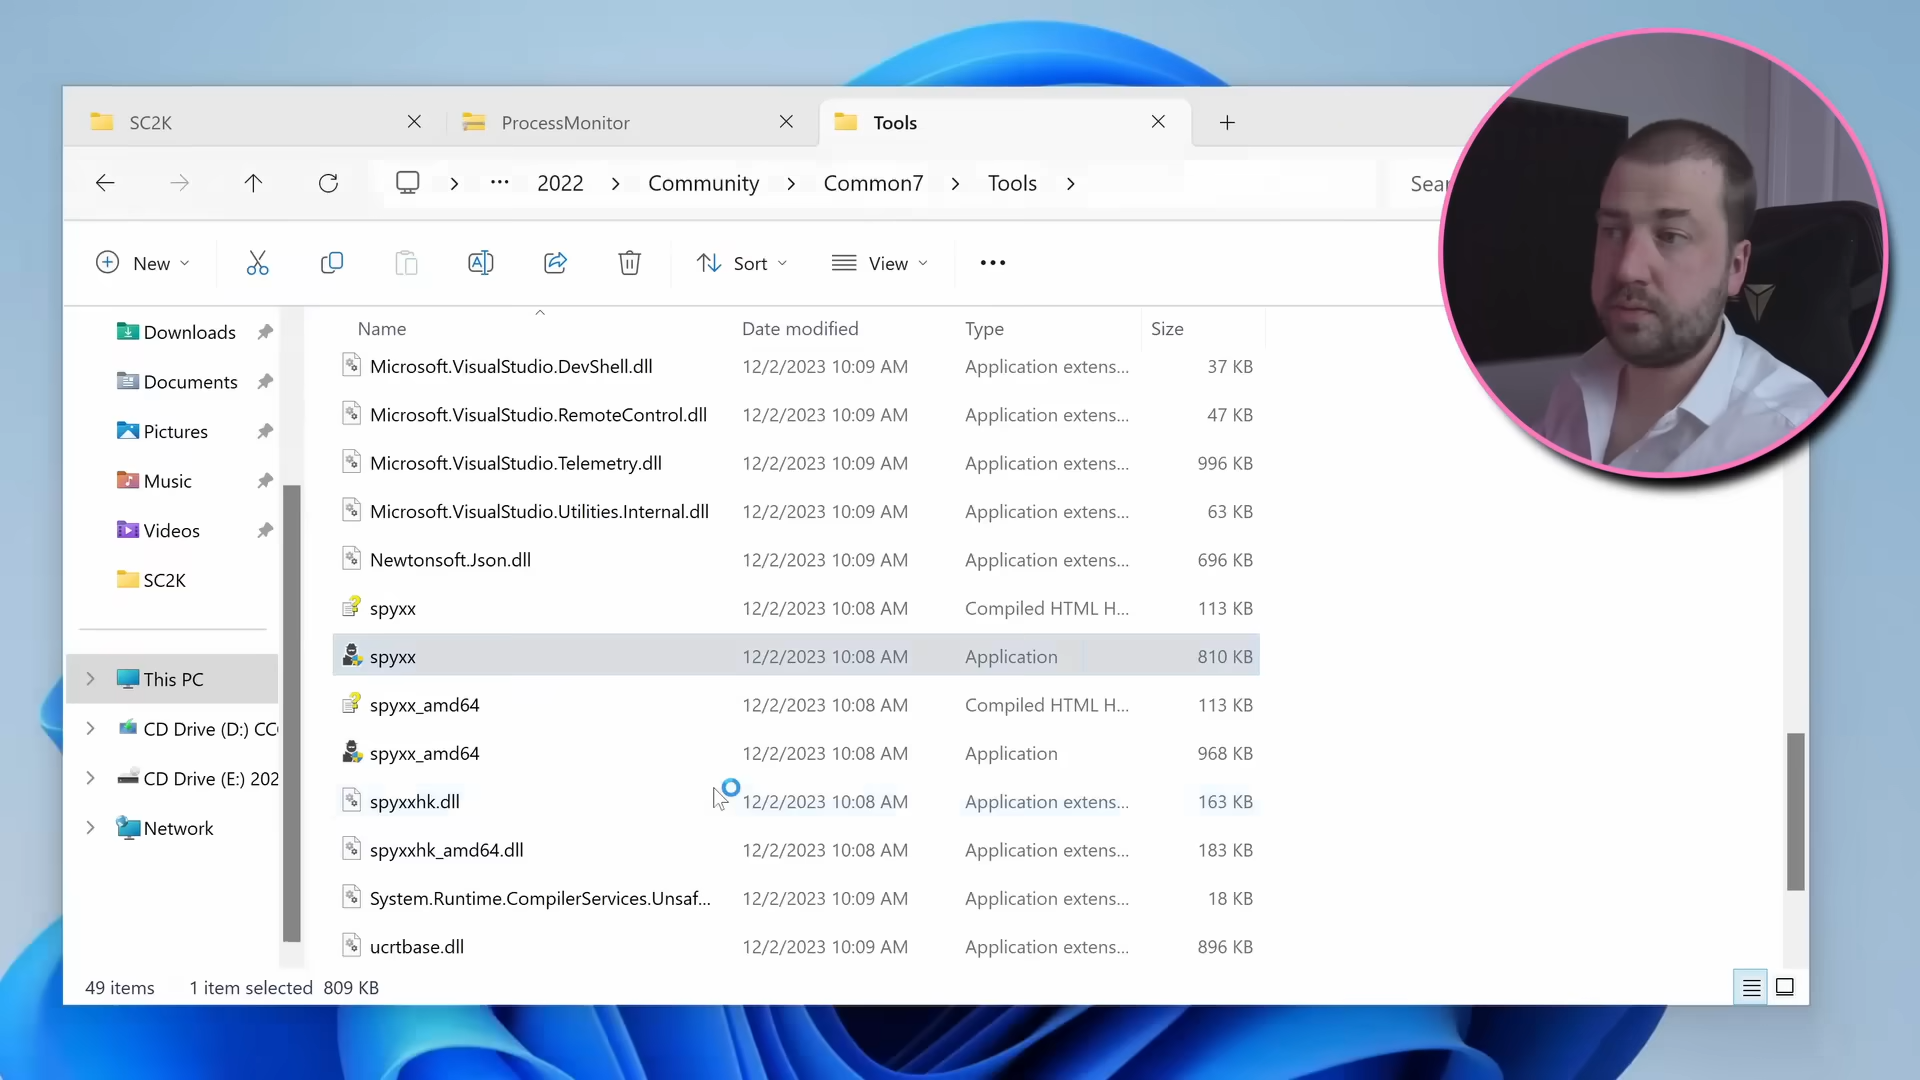 SC2K
ProcessMonitor
Tools
2022 Community Common7 Tools
Sear
New
Sort
View
Name Date modified Type Size
Downloads
Documents
Pictures
Music
Videos
SC2K
This PC
CD Drive (D:) CC
CD Drive (E:) 202
Network
Microsoft.VisualStudio.DevShell.dll 12/2/2023 10:09 AM Application extens... 37 KB
Microsoft.VisualStudio.RemoteControl.dll 12/2/2023 10:09 AM Application extens... 47 KB
Microsoft.VisualStudio.Telemetry.dll 12/2/2023 10:09 AM Application extens... 996 KB
Microsoft.VisualStudio.Utilities.Internal.dll 12/2/2023 10:09 AM Application extens... 63 KB
Newtonsoft.Json.dll 12/2/2023 10:09 AM Application extens... 696 KB
spyxx 12/2/2023 10:08 AM Compiled HTML H... 113 KB
spyxx 12/2/2023 10:08 AM Application 810 KB
spyxx_amd64 12/2/2023 10:08 AM Compiled HTML H... 113 KB
spyxx_amd64 12/2/2023 10:08 AM Application 968 KB
spyxxhk.dll 12/2/2023 10:08 AM Application extens... 163 KB
spyxxhk_amd64.dll 12/2/2023 10:08 AM Application extens... 183 KB
System.Runtime.CompilerServices.Unsaf... 12/2/2023 10:09 AM Application extens... 18 KB
ucrtbase.dll 12/2/2023 10:09 AM Application extens... 896 KB
49 items 1 item selected 809 KB